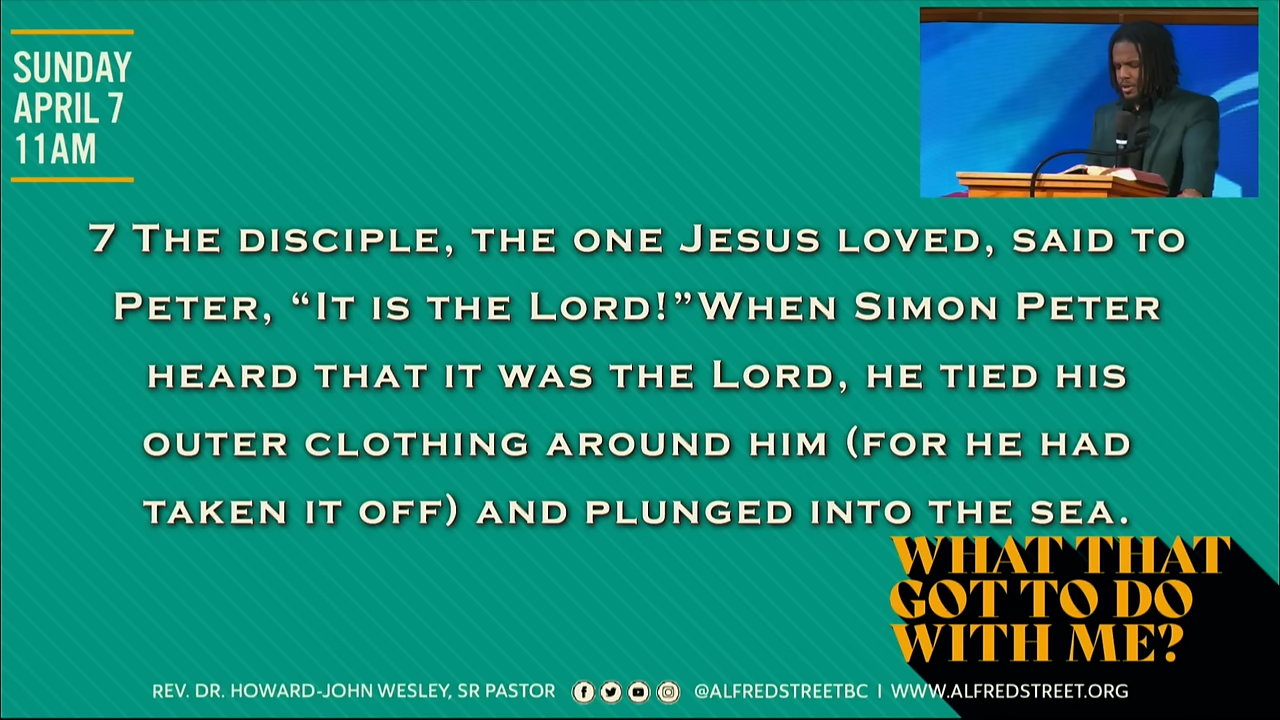 SUNDAY
APRIL 7
11AM
7 THE DISCIPLE, THE ONE JESUS LOVED, SAID TO
PETER, “IT IS THE LORD!”WHEN SIMON PETER
HEARD THAT IT WAS THE LORD, HE TIED HIS
OUTER CLOTHING AROUND HIM (FOR HE HAD
TAKEN IT OFF) AND PLUNGED INTO THE SEA.
WHAT THAT
GOT TO DO
WITH ME?
REV. DR. HOWARD-JOHN WESLEY, SR PASTOR @ALFREDSTREETBC | WWW.ALFREDSTREET.ORG